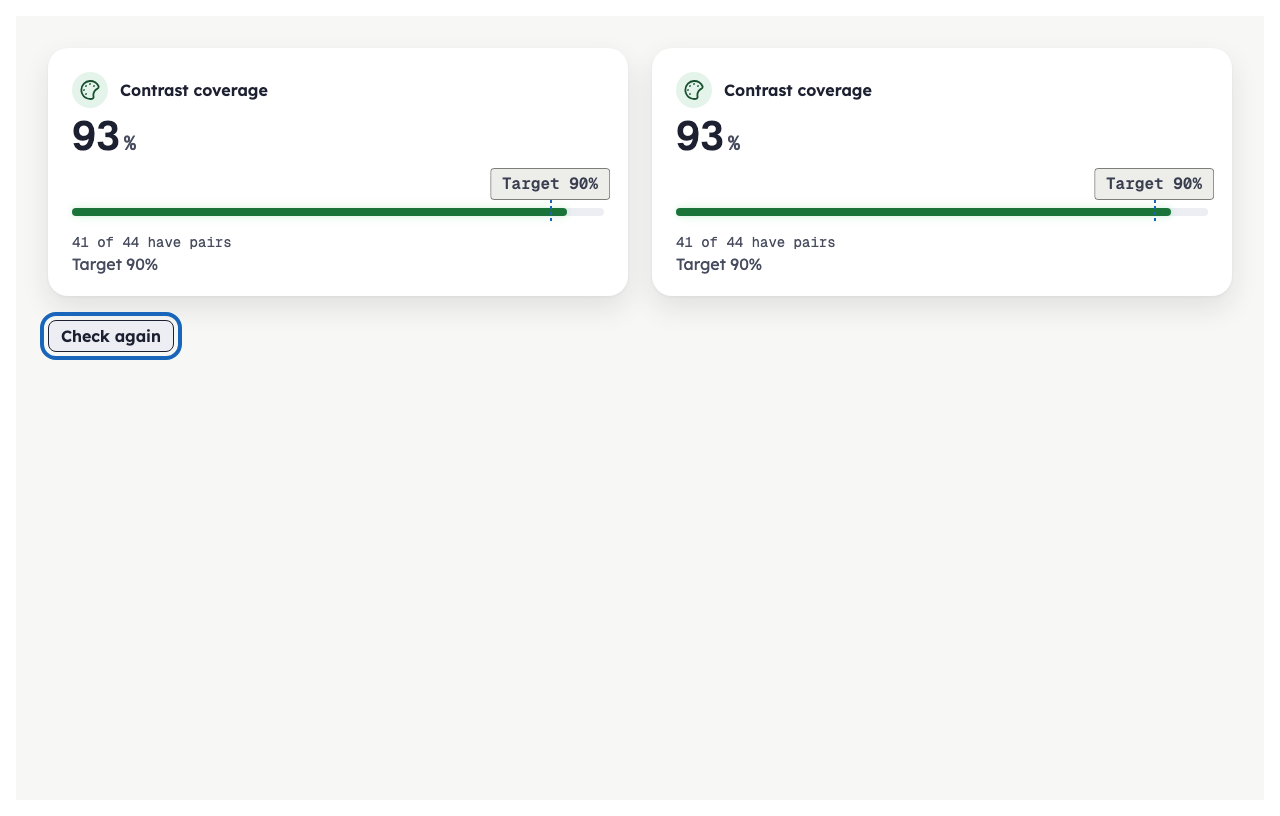 Contrast coverage
93 %
Target 90%
41 of 44 have pairs
Target 90%
Contrast coverage
93 %
Target 90%
41 of 44 have pairs
Target 90%
Check again